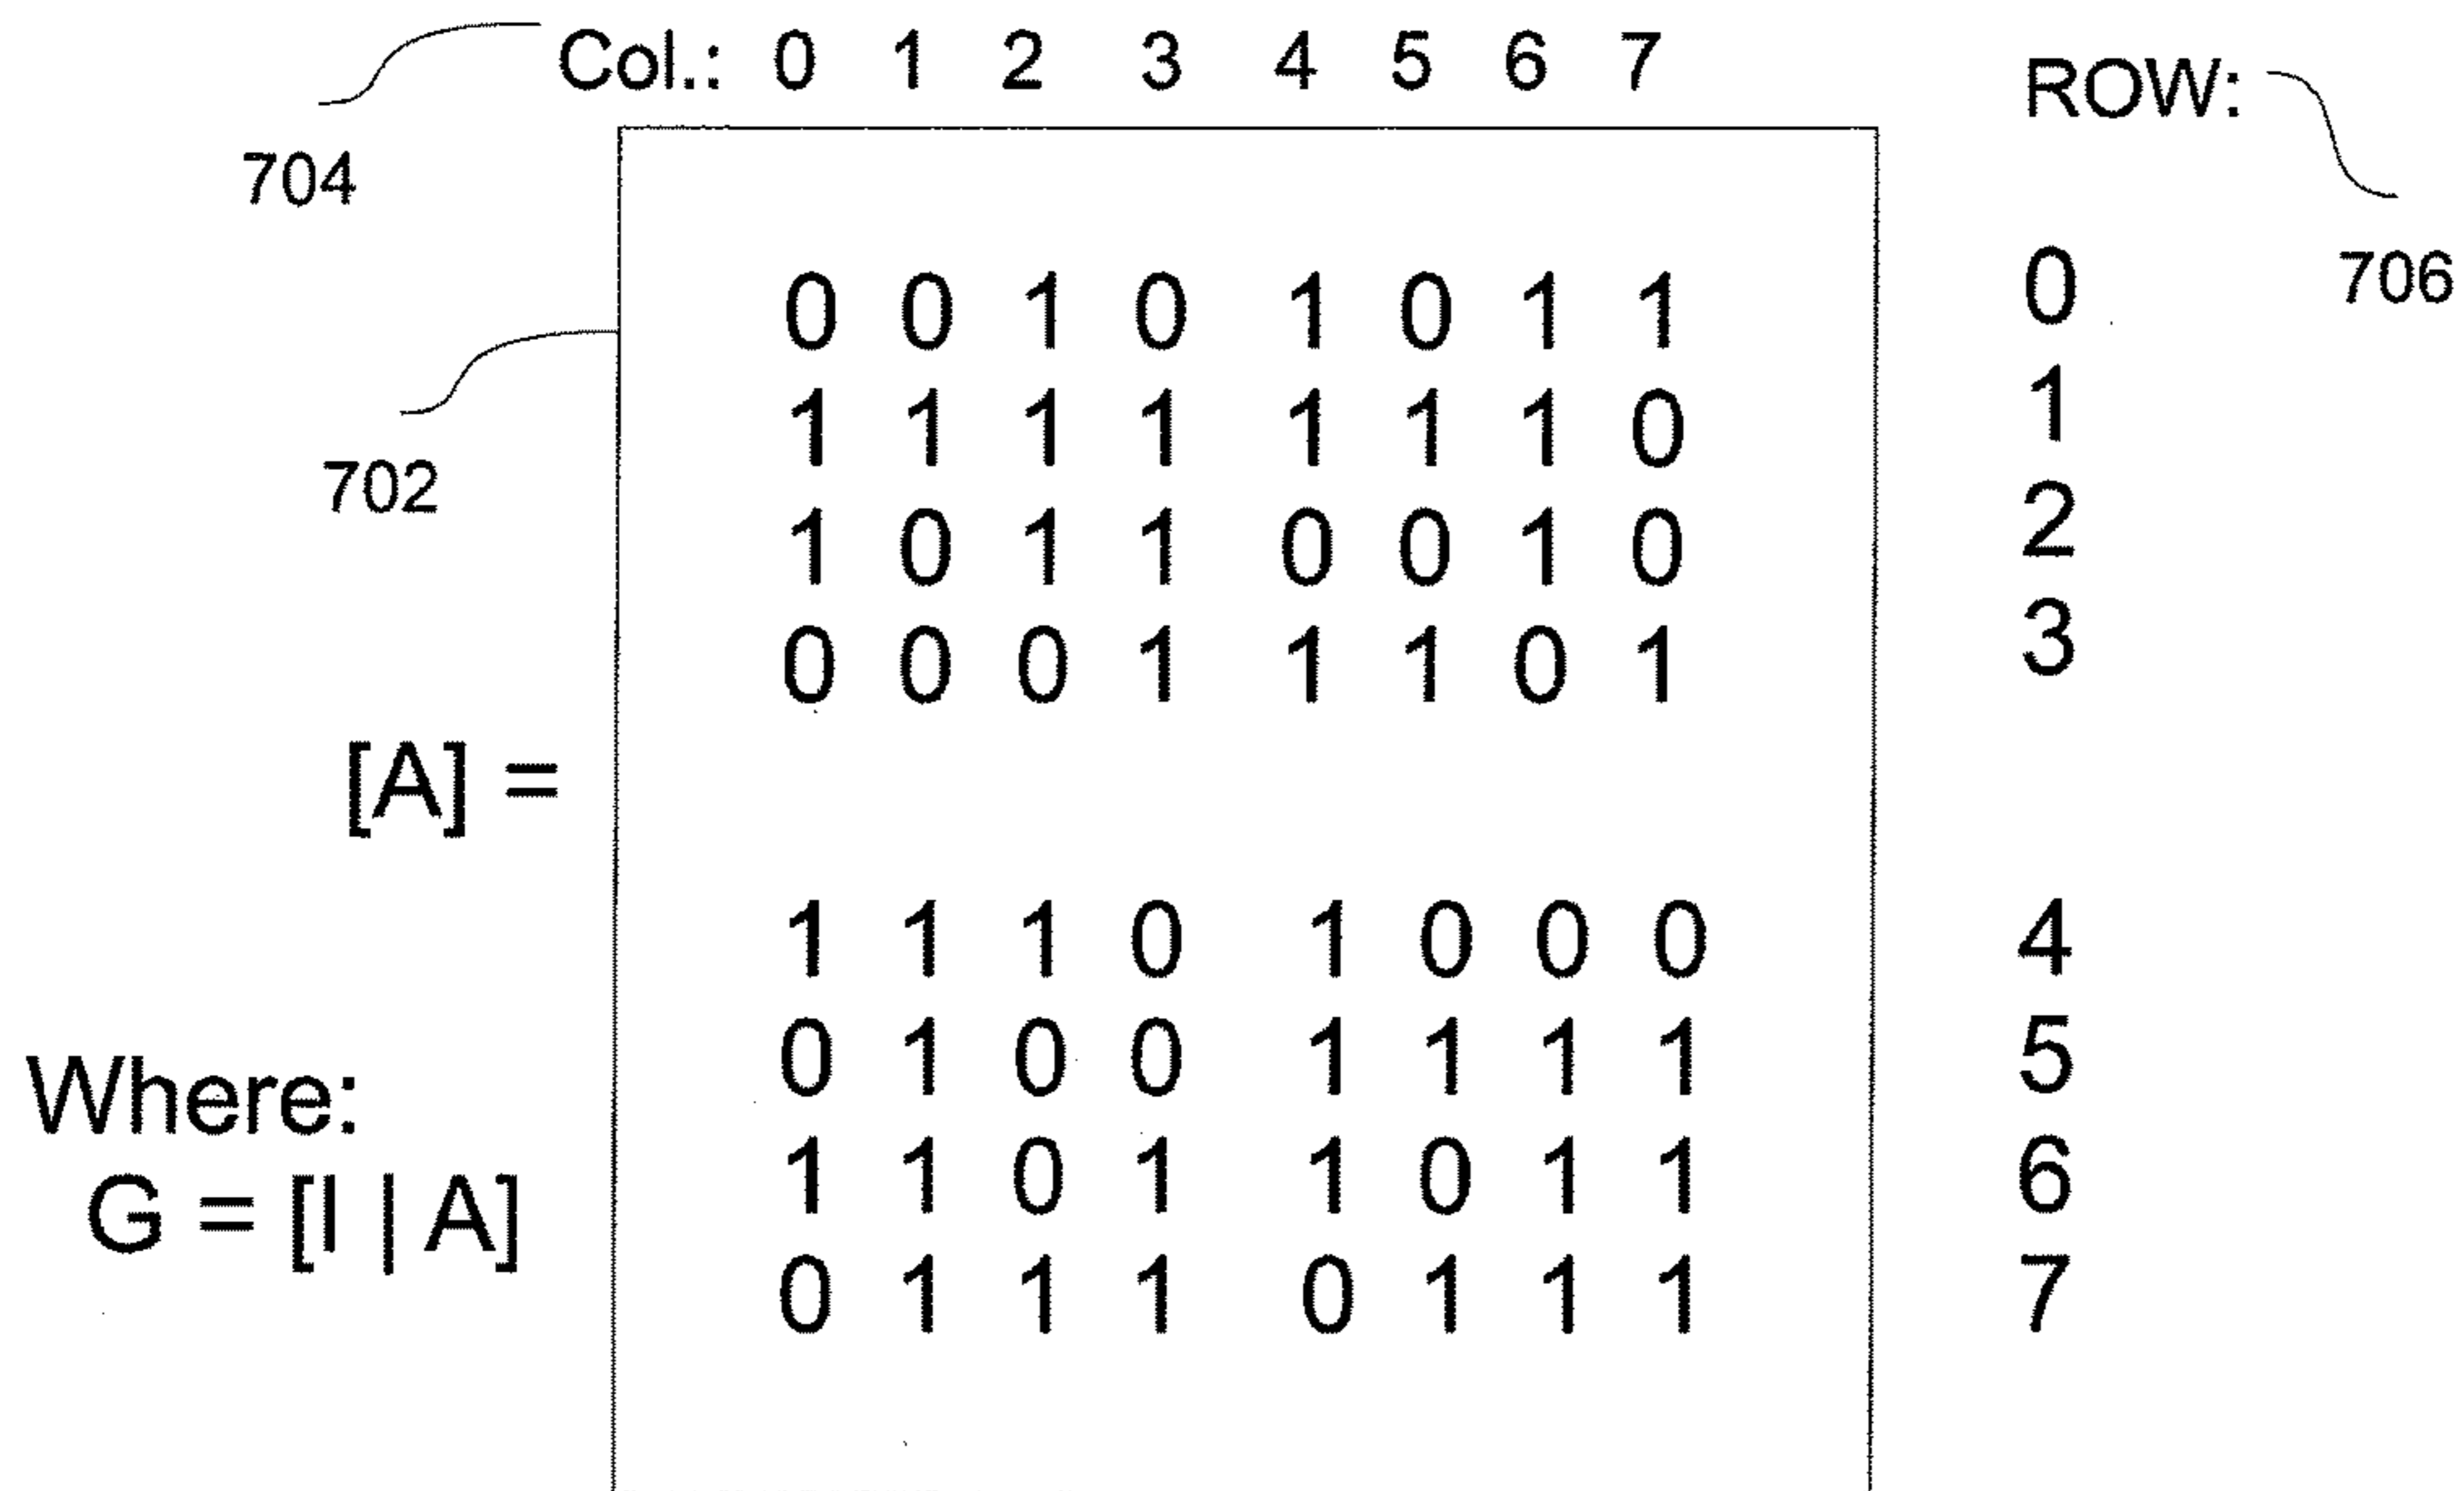 Col.: 0 1 2 3 4 5 6 7 ROW:
704
0 0 1 0 1 0 1 1 0 706
1 1 1 1 1 1 1 0 1
702 1 0 1 1 0 0 1 0 2
0 0 0 1 1 1 0 1 3
[A] =
1 1 1 0 1 0 0 0 4
0 1 0 0 1 1 1 1 5
Where:
1 1 0 1 1 0 1 1 6
G = [I | A]
0 1 1 1 0 1 1 1 7